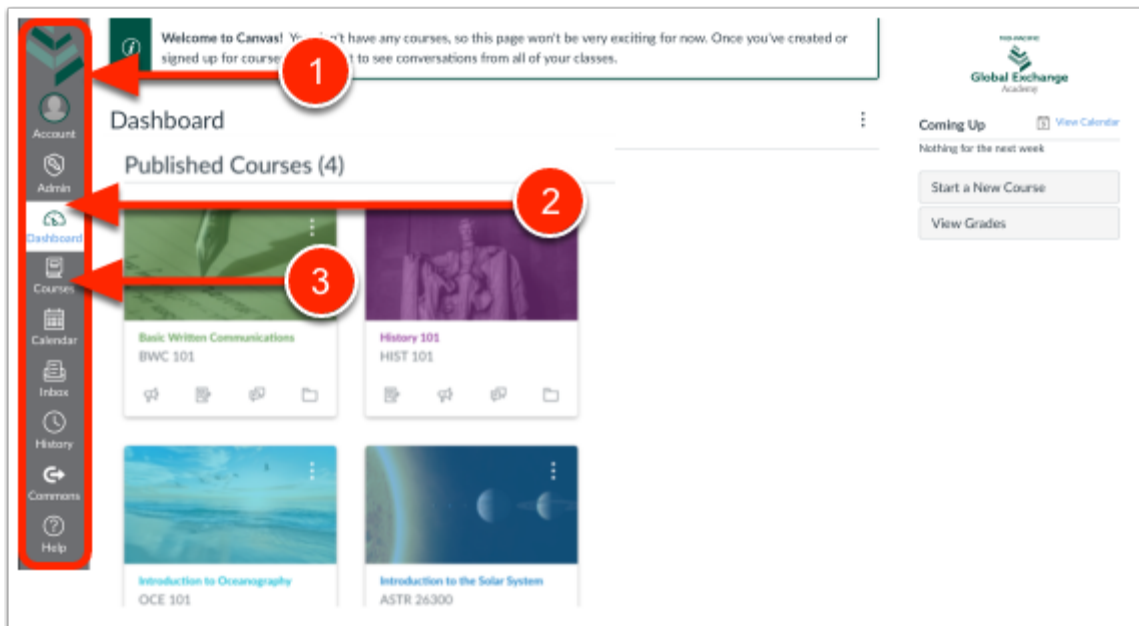 Welcome to Canvas! You don't have any courses, so this page won't be very exciting for now. Once you've created or
signed up for courses to see conversations from all of your classes.
1
Account
Admin
Dashboard
Courses
Calendar
Inbox
History
Commons
Help
Dashboard
Published Courses (4)
2
3
Basic Written Communications
BWC 101
History 101
HIST 101
Introduction to Oceanography
OCE 101
Introduction to the Solar System
ASTR 26300
Global Exchange
Academy
Coming Up
5
View Calendar
Nothing for the next week
Start a New Course
View Grades